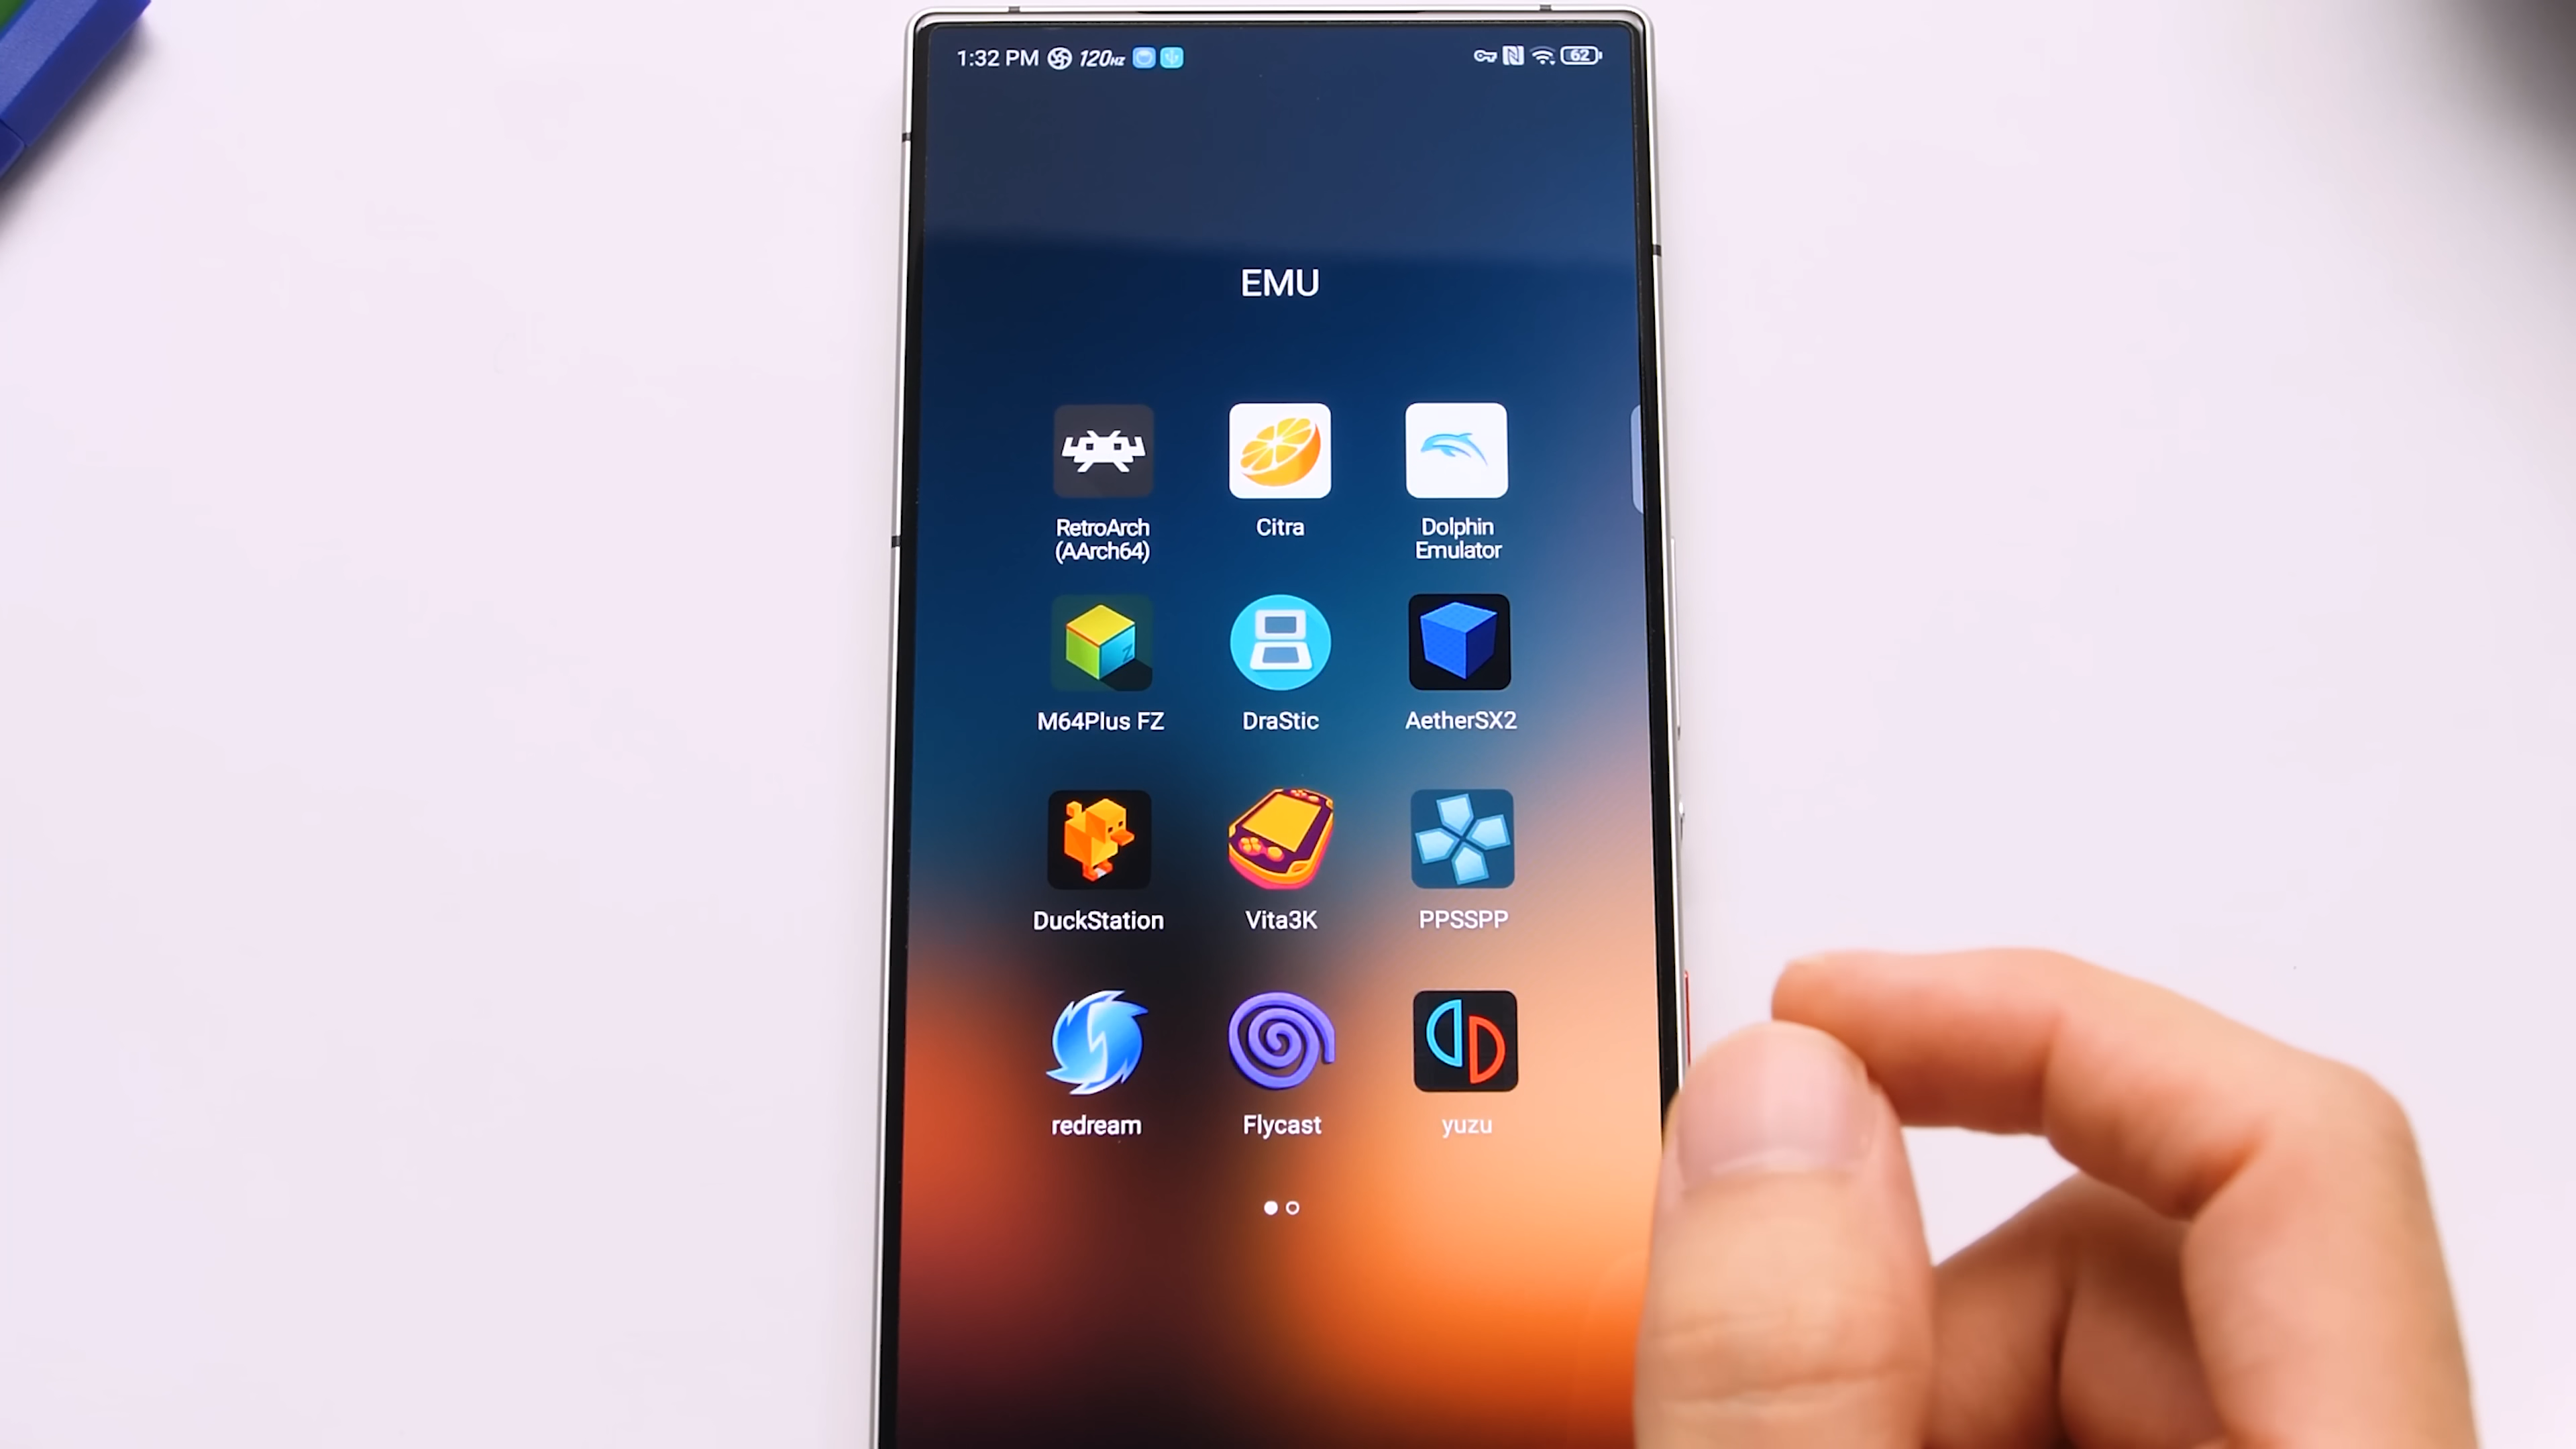 1:32 PM 120HZ 62
EMU
RetroArch
(AArch64)
Citra
Dolphin
Emulator
M64Plus FZ
DraStic
AetherSX2
DuckStation
Vita3K
PPSSPP
redream
Flycast
yuzu